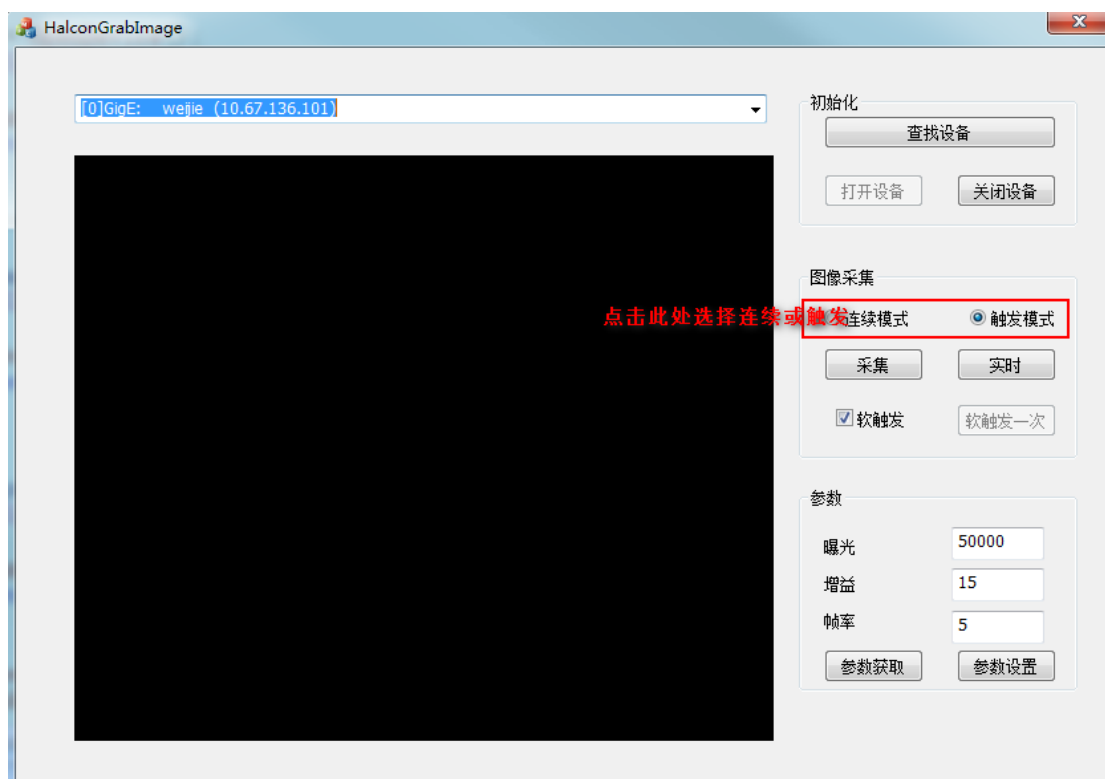 HalconGrabImage
[0]GigE: weijie (10.67.136.101)
初始化
查找设备
打开设备 关闭设备
图像采集
点击此处选择连续或触发
连续模式 触发模式
采集 实时
软触发 软触发一次
参数
曝光 50000
增益 15
帧率 5
参数获取 参数设置